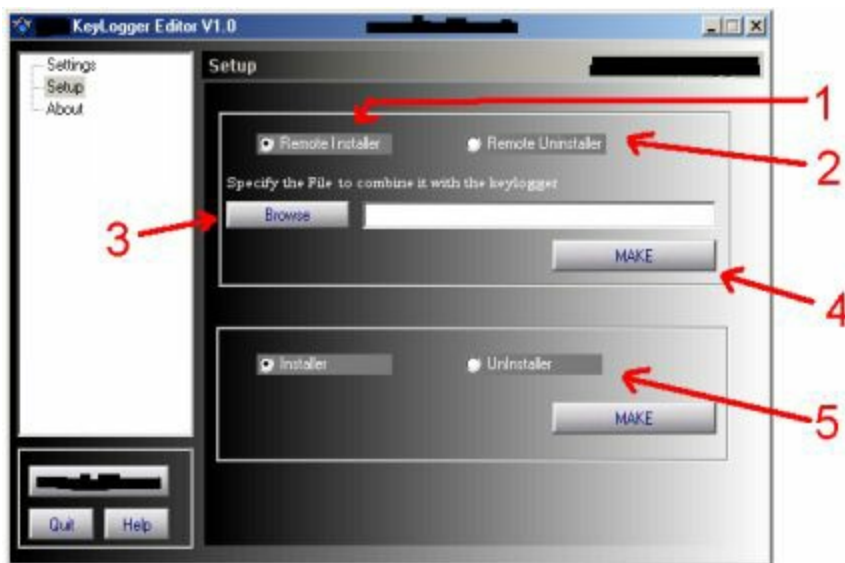 KeyLogger Editor V1.0
Settings
Setup
About
Setup
1
Remote Installer
Remote Uninstaller
2
Specify the File to combine it with the keylogger
3
Browse
MAKE
4
Installer
UnInstaller
MAKE
5
Quit
Help